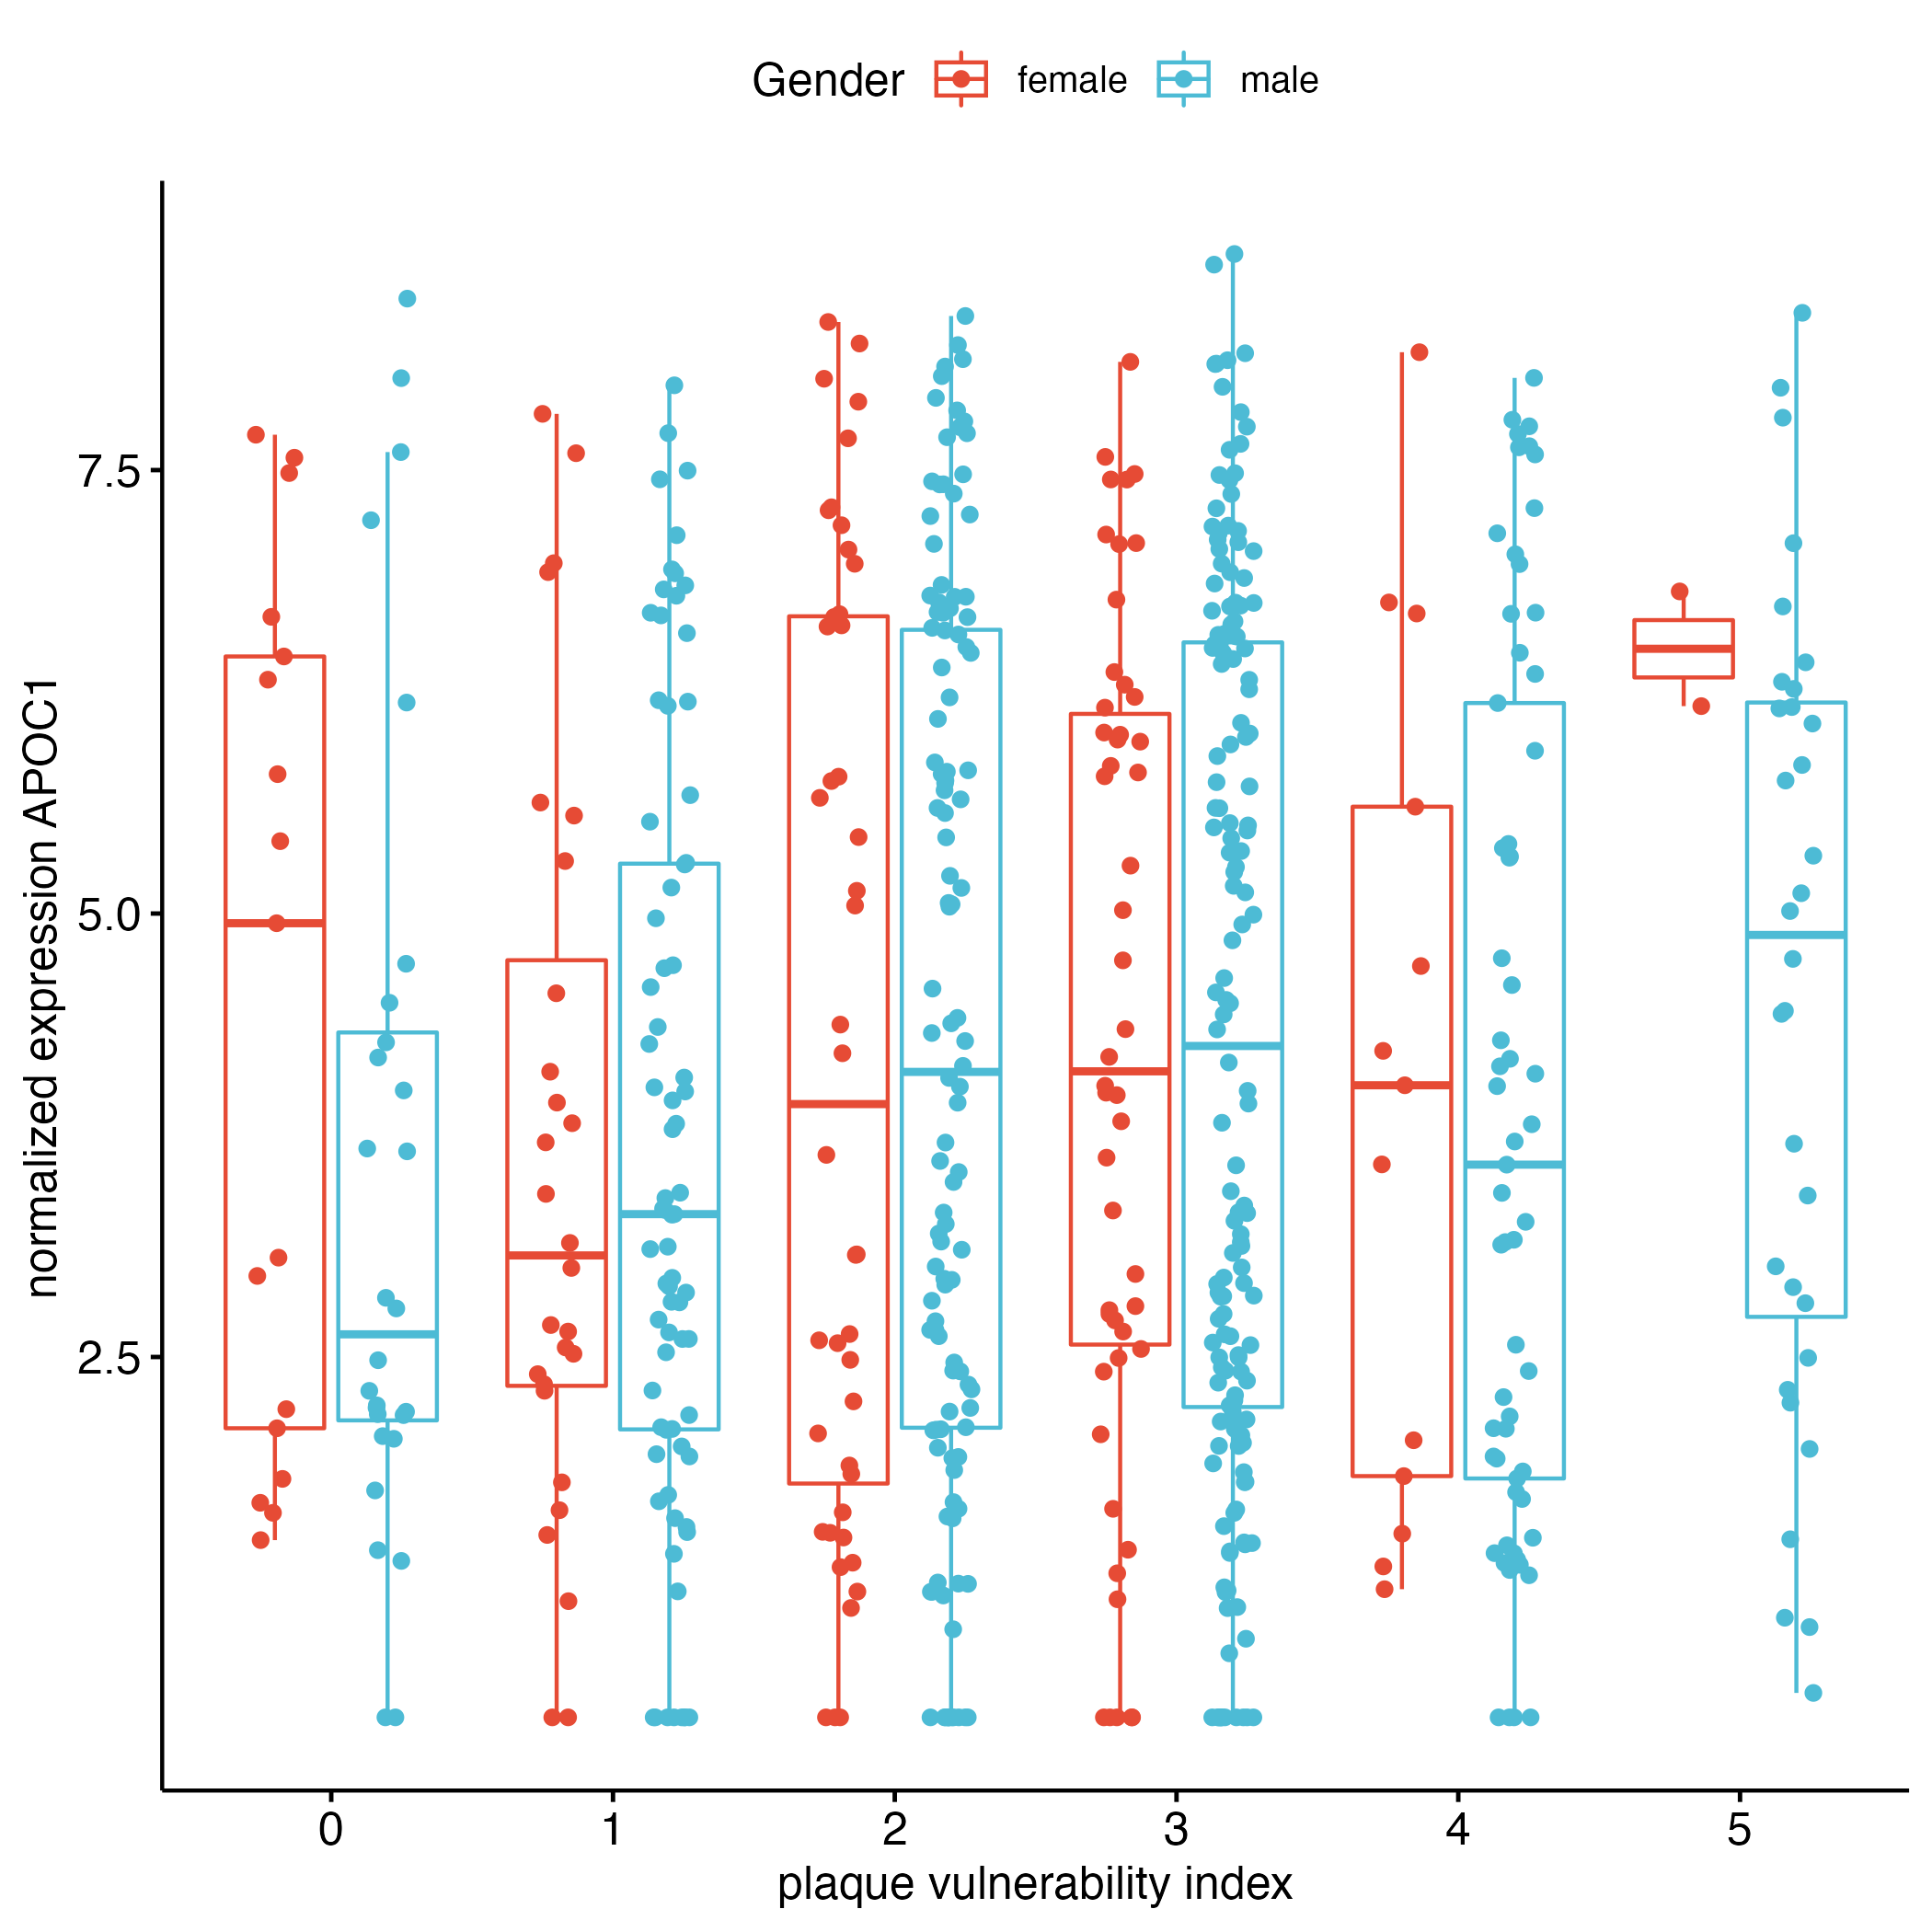 Gender female male
normalized expression APOC1
7.5
5.0
2.5
0 1 2 3 4 5
plaque vulnerability index